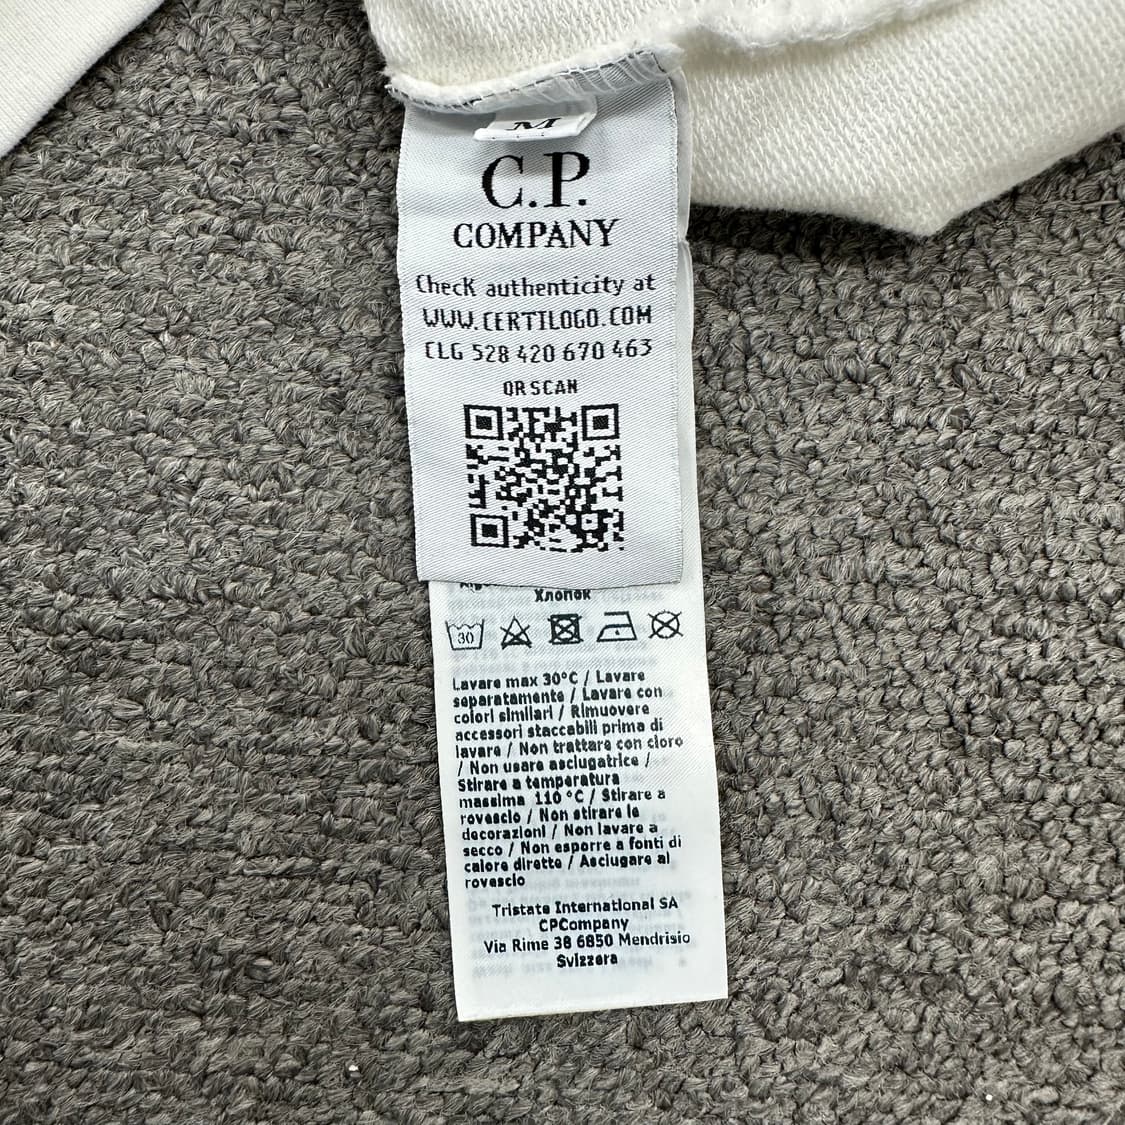 M
C.P.
COMPANY
Check authenticity at
WWW.CERTILOGO.COM
CLG 528 420 670 463
QR SCAN
Хлопок
30
Lavare max 30°C / Lavare
separatamente / Lavare con
colori similari / Rimuovere
accessori staccabili prima di
lavare / Non trattare con cloro
/ Non usare asciugatrice /
Stirare a temperatura
massima 110 °C / Stirare a
rovescio / Non stirare le
decorazioni / Non lavare a
secco / Non esporre a fonti di
calore dirette / Asciugare al
rovescio
Tristate International SA
CPCompany
Via Rime 38 6850 Mendrisio
Svizzera